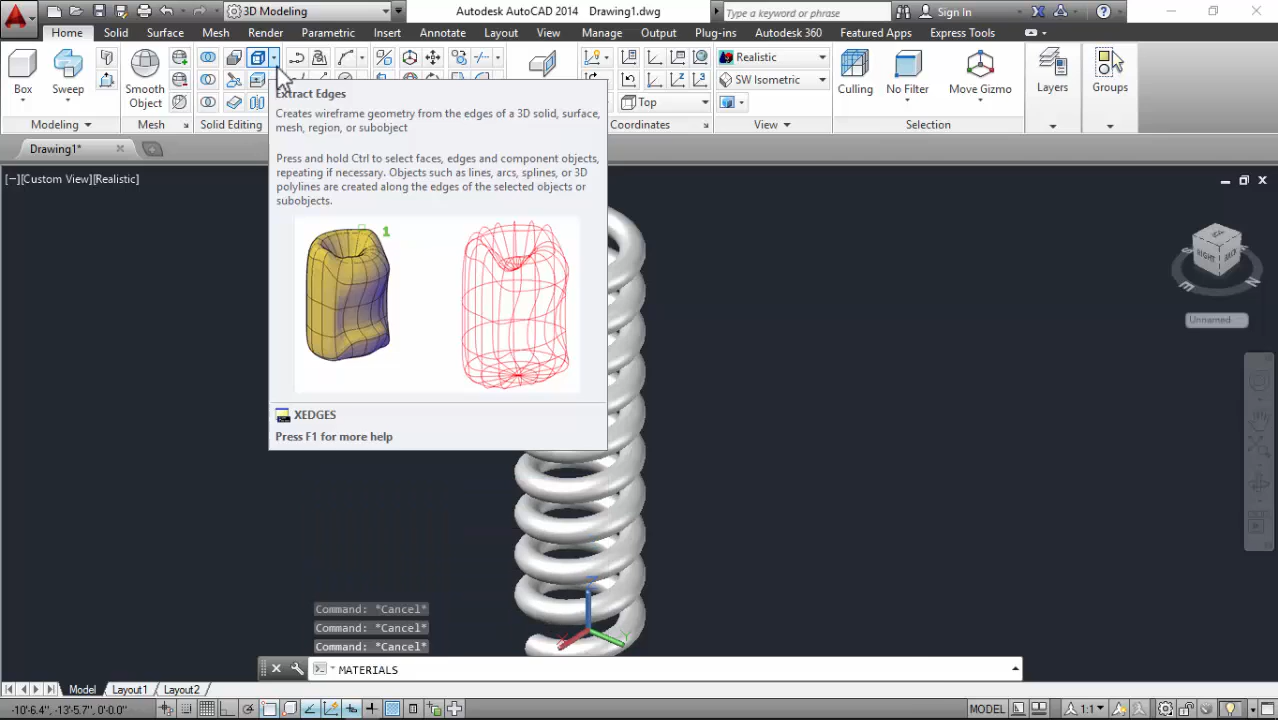 3D Modeling
Autodesk AutoCAD 2014 Drawing1.dwg
Type a keyword or phrase
Sign In
Home Solid Surface Mesh Render Parametric Insert Annotate Layout View Manage Output Plug-ins Autodesk 360 Featured Apps Express Tools
Box
Sweep
Smooth
Object
Realistic
SW Isometric
Top
Culling
No Filter
Move Gizmo
Layers
Groups
Modeling
Mesh
Solid Editing
Coordinates
View
Selection
Drawing1*
[−][Custom View][Realistic]
Extract Edges
Creates wireframe geometry from the edges of a 3D solid, surface,
mesh, region, or subobject
Press and hold Ctrl to select faces, edges and component objects,
repeating if necessary. Objects such as lines, arcs, splines, or 3D
polylines are created along the edges of the selected objects or
subobjects.
1
XEDGES
Press F1 for more help
RIGHT
BACK
E
N
Unnamed
X
Y
Command: *Cancel*
Command: *Cancel*
Command: *Cancel*
MATERIALS
Model Layout1 Layout2
-10'-6.4", -13'-5.7", 0'-0.0"
MODEL
1:1